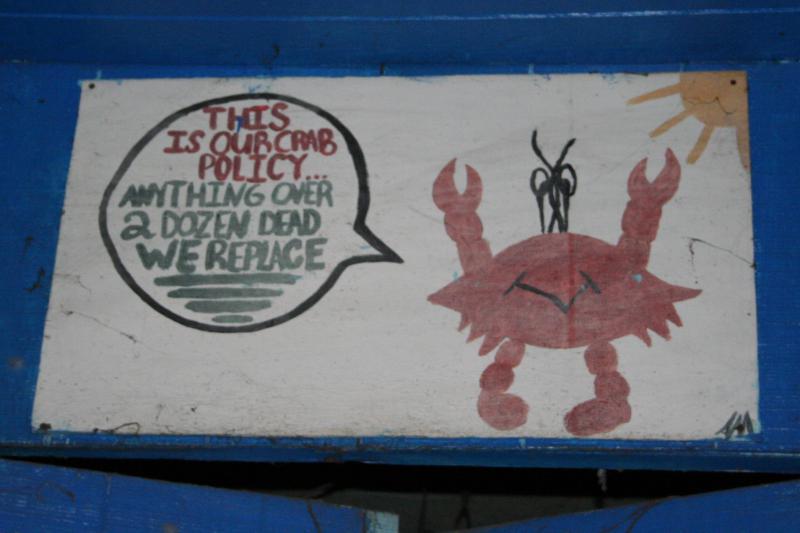 THIS
IS OUR CRAB
POLICY...
ANYTHING OVER
2 DOZEN DEAD
WE REPLACE